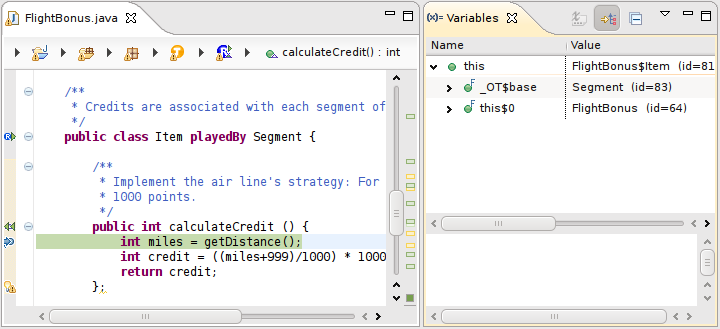 FlightBonus.java
calculateCredit() : int
/**
* Credits are associated with each segment of
*/
public class Item playedBy Segment {
/**
* Implement the air line's strategy: For
* 1000 points.
*/
public int calculateCredit () {
int miles = getDistance();
int credit = ((miles+999)/1000) * 1000
return credit;
};
Variables
Name Value
this FlightBonus$Item (id=81
_OT$base Segment (id=83)
this$0 FlightBonus (id=64)